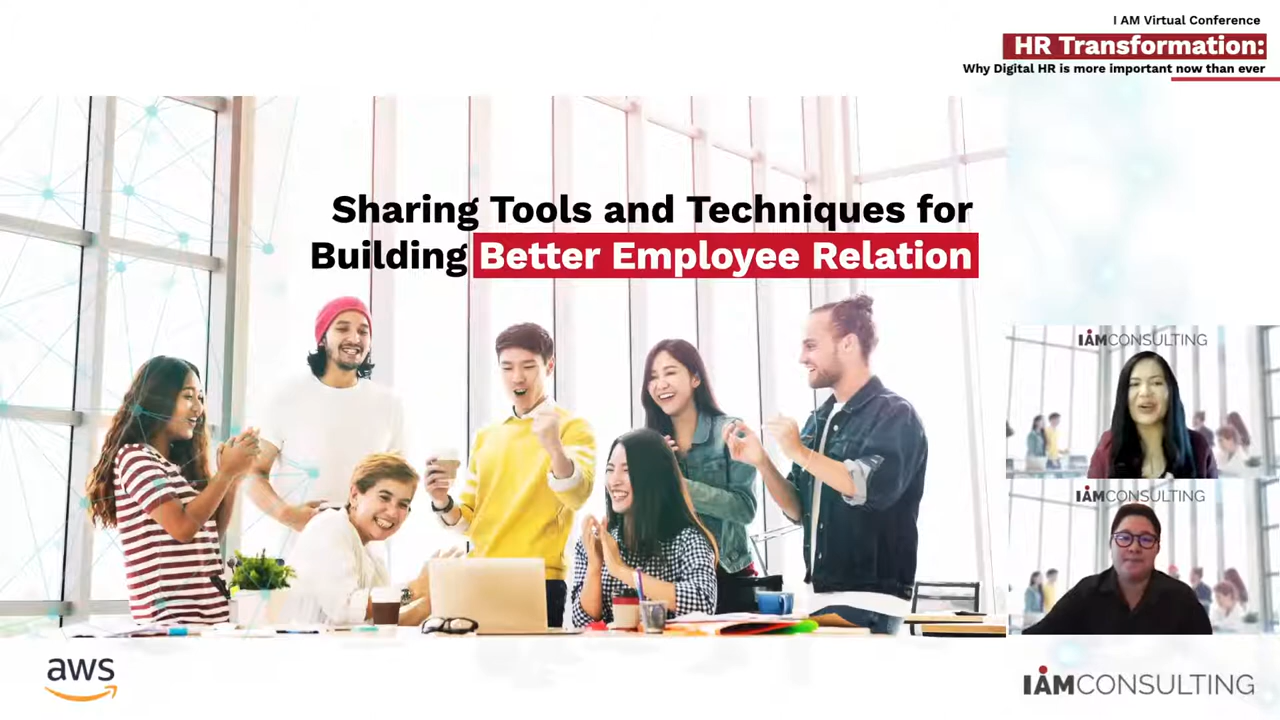 I AM Virtual Conference
HR Transformation:
Why Digital HR is more important now than ever
Sharing Tools and Techniques for
Building Better Employee Relation
IAMCONSULTING
IAMCONSULTING
aws
IAMCONSULTING